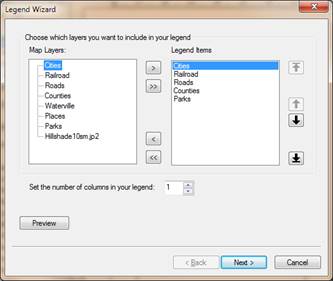 Legend Wizard
Choose which layers you want to include in your legend
Map Layers:
Cities
Railroad
Roads
Counties
Waterville
Places
Parks
Hillshade10sm.jp2
>
>>
<
<<
Legend Items
Cities
Railroad
Roads
Counties
Parks
Set the number of columns in your legend: 1
Preview
< Back
Next >
Cancel